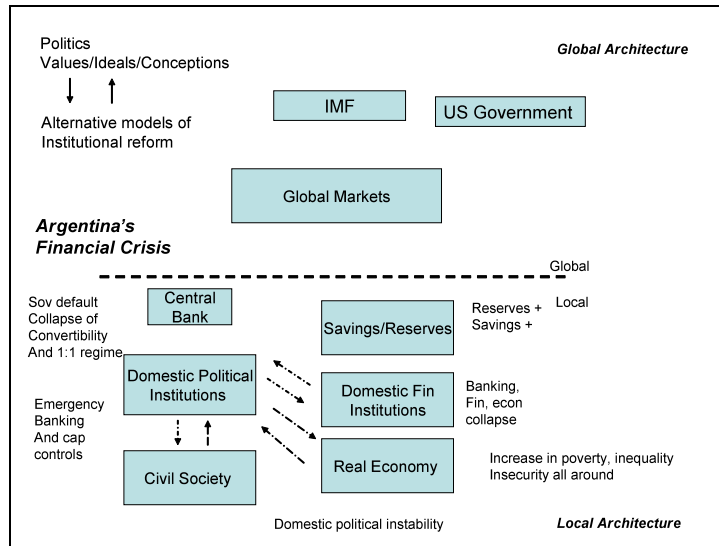 Politics
Values/Ideals/Conceptions
Global Architecture
IMF
US Government
Alternative models of
Institutional reform
Global Markets
Argentina's
Financial Crisis
Global
Local
Sov default
Collapse of
Convertibility
And 1:1 regime
Central
Bank
Savings/Reserves
Reserves +
Savings +
Domestic Political
Institutions
Domestic Fin
Institutions
Banking,
Fin, econ
collapse
Emergency
Banking
And cap
controls
Civil Society
Real Economy
Increase in poverty, inequality
Insecurity all around
Domestic political instability
Local Architecture